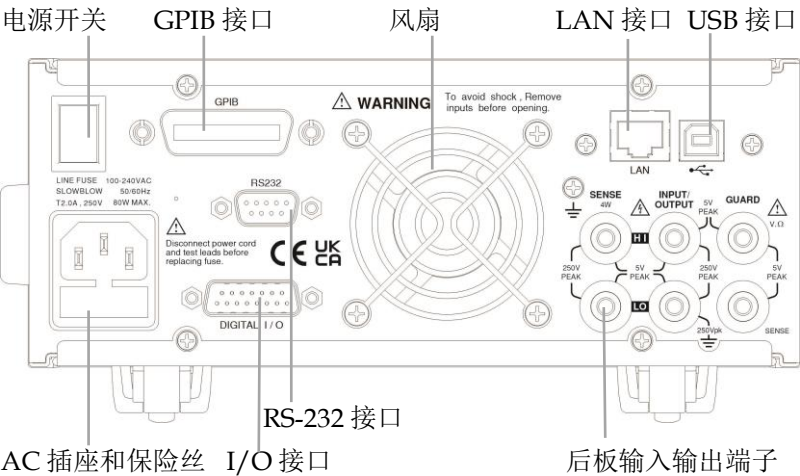 电源开关
GPIB 接口
风扇
LAN 接口
USB 接口
GPIB
WARNING
To avoid shock , Remove
inputs before opening.
LAN
LINE FUSE 100-240VAC
SLOWBLOW 50/60Hz
T2.0A , 250V 80W MAX.
RS232
Disconnect power cord
and test leads before
replacing fuse.
CE UK CA
DIGITAL I / O
SENSE
4W
INPUT/
OUTPUT
5V
PEAK
GUARD
V.Ω
HI
250V
PEAK
5V
PEAK
250V
PEAK
5V
PEAK
LO
250Vpk
SENSE
RS-232 接口
AC 插座和保险丝
I/O 接口
后板输入输出端子